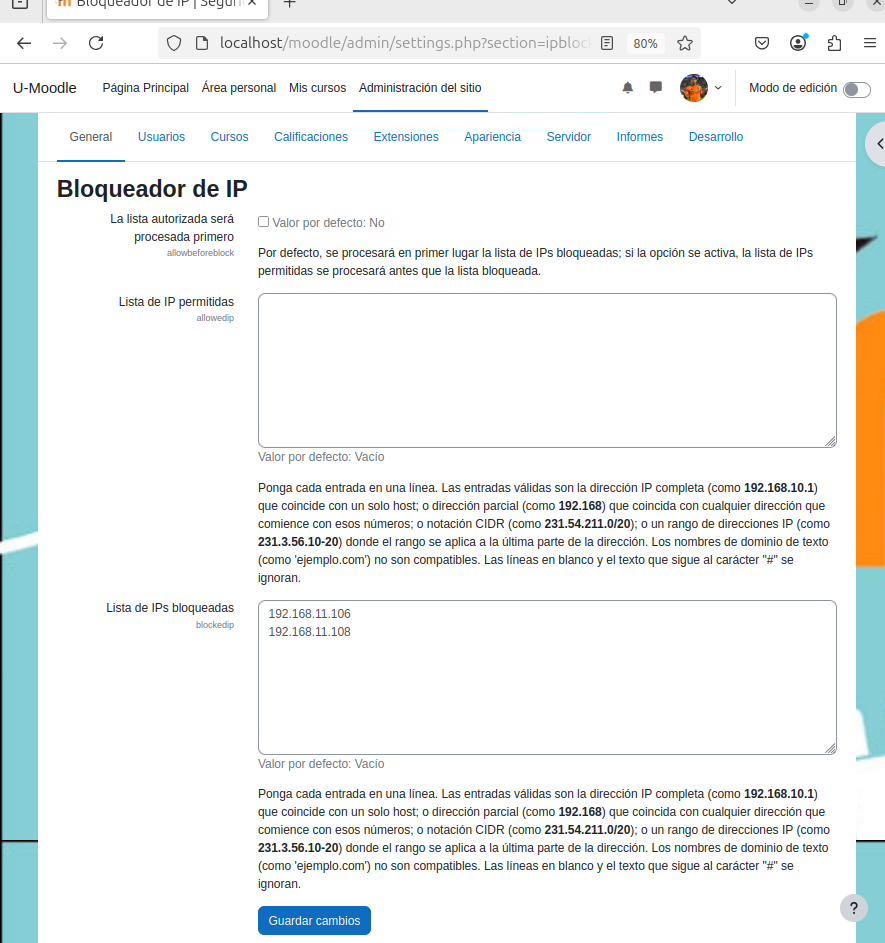 Bloqueador de IP | Segur
localhost/moodle/admin/settings.php?section=ipbloc
80%
U-Moodle
Página Principal
Área personal
Mis cursos
Administración del sitio
Modo de edición
General
Usuarios
Cursos
Calificaciones
Extensiones
Apariencia
Servidor
Informes
Desarrollo
Bloqueador de IP
La lista autorizada será
procesada primero
allowbeforeblock
Valor por defecto: No
Por defecto, se procesará en primer lugar la lista de IPs bloqueadas; si la opción se activa, la lista de IPs
permitidas se procesará antes que la lista bloqueada.
Lista de IP permitidas
allowedip
Valor por defecto: Vacío
Ponga cada entrada en una línea. Las entradas válidas son la dirección IP completa (como 192.168.10.1)
que coincide con un solo host; o dirección parcial (como 192.168) que coincida con cualquier dirección que
comience con esos números; o notación CIDR (como 231.54.211.0/20); o un rango de direcciones IP (como
231.3.56.10-20) donde el rango se aplica a la última parte de la dirección. Los nombres de dominio de texto
(como 'ejemplo.com') no son compatibles. Las líneas en blanco y el texto que sigue al carácter "#" se
ignoran.
Lista de IPs bloqueadas
blockedip
192.168.11.106
192.168.11.108
Valor por defecto: Vacío
Ponga cada entrada en una línea. Las entradas válidas son la dirección IP completa (como 192.168.10.1)
que coincide con un solo host; o dirección parcial (como 192.168) que coincida con cualquier dirección que
comience con esos números; o notación CIDR (como 231.54.211.0/20); o un rango de direcciones IP (como
231.3.56.10-20) donde el rango se aplica a la última parte de la dirección. Los nombres de dominio de texto
(como 'ejemplo.com') no son compatibles. Las líneas en blanco y el texto que sigue al carácter "#" se
ignoran.
Guardar cambios
?